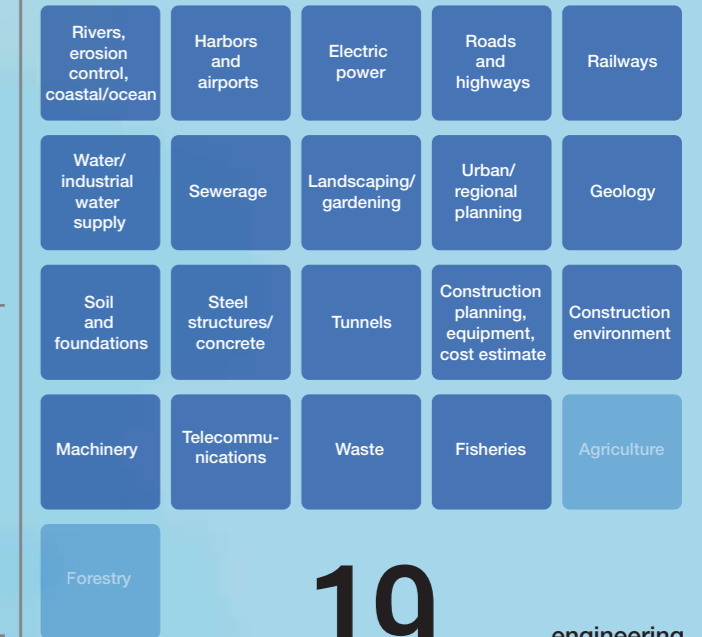 Rivers,
erosion
control,
coastal/ocean
Harbors
and
airports
Electric
power
Roads
and
highways
Railways
Water/
industrial
water
supply
Sewerage
Landscaping/
gardening
Urban/
regional
planning
Geology
Soil
and
foundations
Steel
structures/
concrete
Tunnels
Construction
planning,
equipment,
cost estimate
Construction
environment
Machinery
Telecommu-
nications
Waste
Fisheries
Agriculture
Forestry
19
engineering